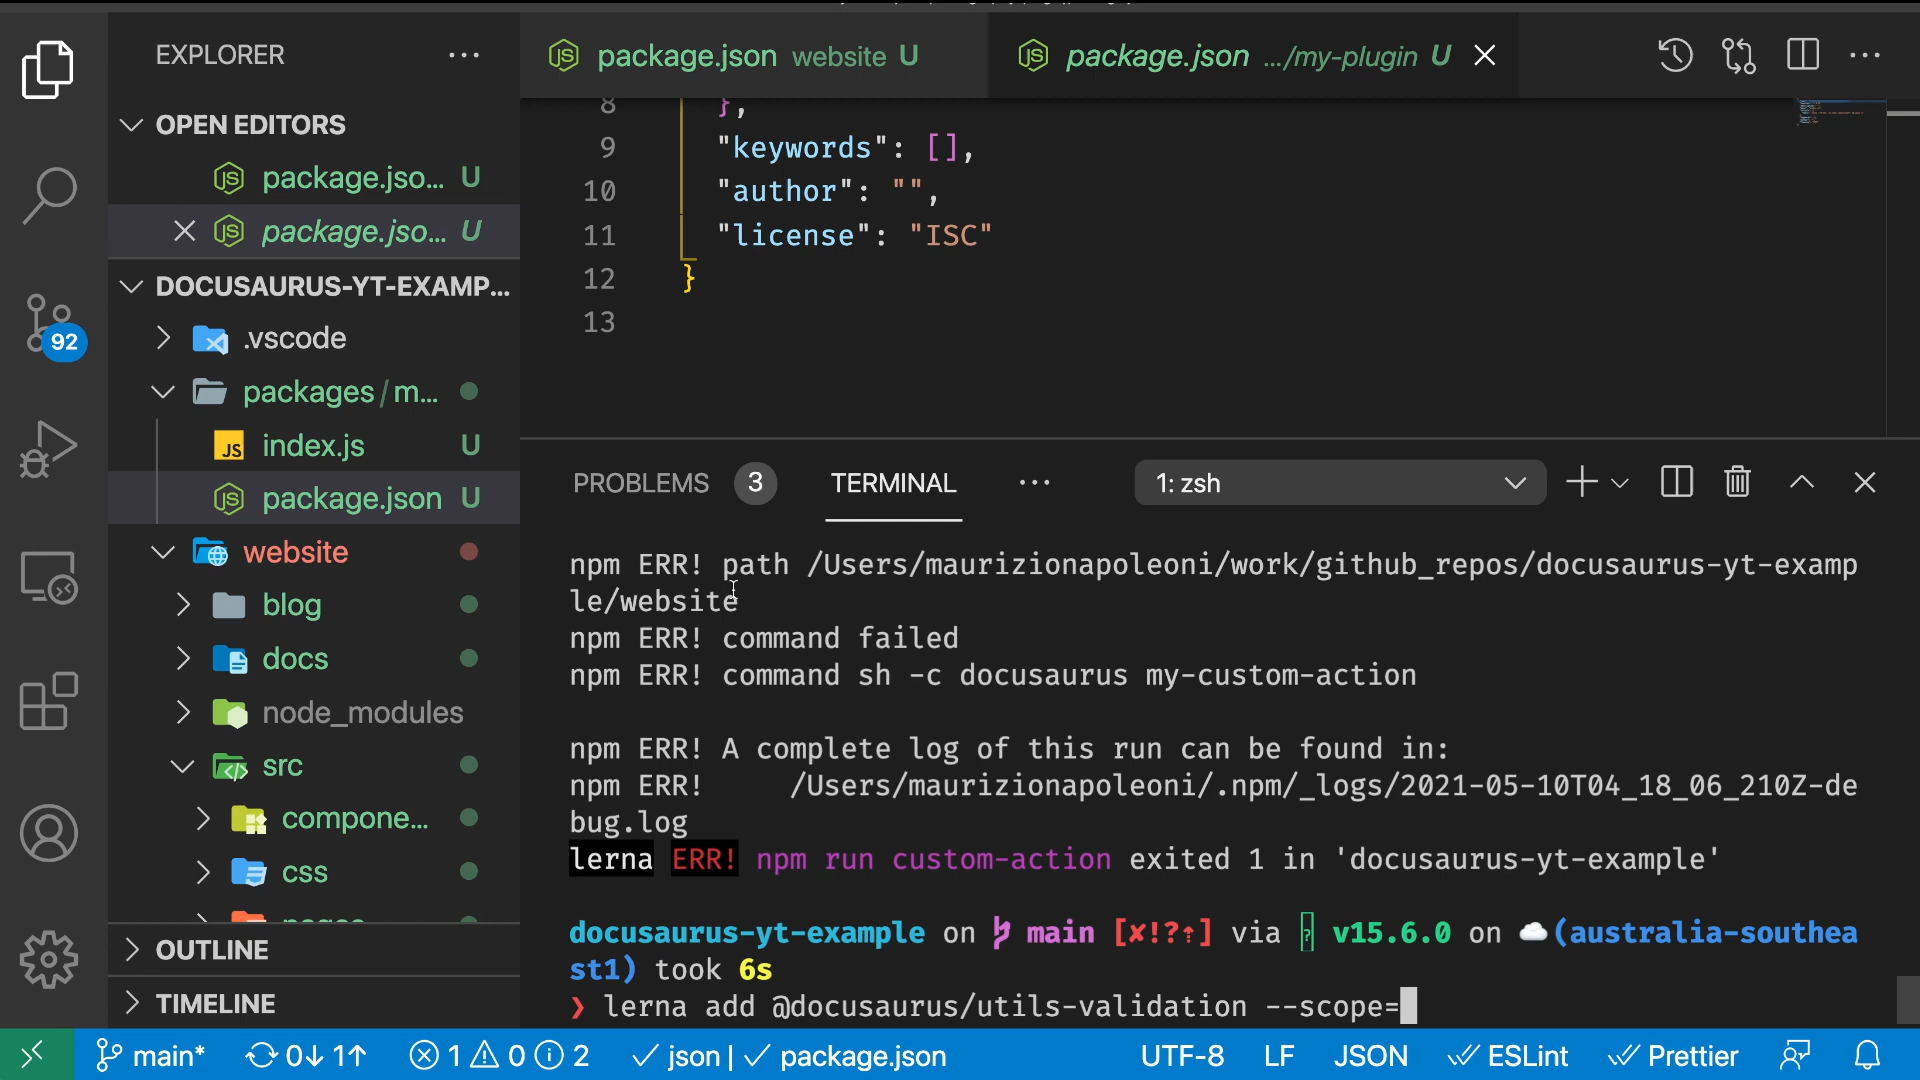 EXPLORER
package.json website U
package.json .../my-plugin U
OPEN EDITORS
package.jso... U
package.jso... U
DOCUSAURUS-YT-EXAMP...
.vscode
packages/m...
index.js U
package.json U
website
blog
docs
node_modules
src
compone...
css
OUTLINE
TIMELINE
92
8 },
9 "keywords": [],
10 "author": "",
11 "license": "ISC"
12 }
13
PROBLEMS 3 TERMINAL 1: zsh
npm ERR! path /Users/maurizionapoleoni/work/github_repos/docusaurus-yt-examp
le/website
npm ERR! command failed
npm ERR! command sh -c docusaurus my-custom-action
npm ERR! A complete log of this run can be found in:
npm ERR!     /Users/maurizionapoleoni/.npm/_logs/2021-05-10T04_18_06_210Z-de
bug.log
lerna ERR! npm run custom-action exited 1 in 'docusaurus-yt-example'
docusaurus-yt-example on main [✘!?⇡] via v15.6.0 on (australia-southea
st1) took 6s
❯ lerna add @docusaurus/utils-validation --scope=
main* 0↓ 1↑ 1 0 2 ✓ json | ✓ package.json UTF-8 LF JSON ESLint Prettier